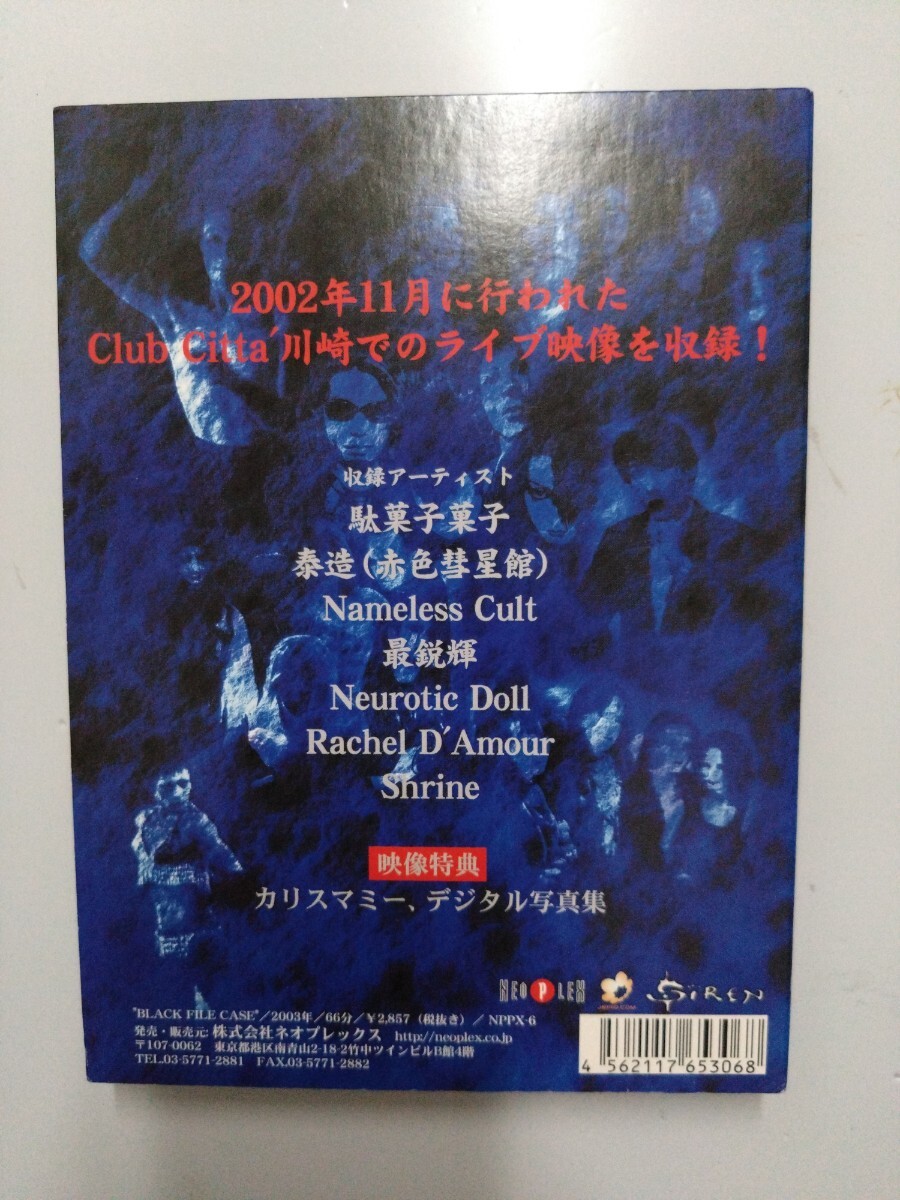 2002年11月に行われた
Club Citta´川崎でのライブ映像を収録！
収録アーティスト
駄菓子菓子
泰造（赤色彗星館）
Nameless Cult
最鋭輝
Neurotic Doll
Rachel D´Amour
Shrine
映像特典
カリスマミー、デジタル写真集
NEOPLEX
SiREN
"BLACK FILE CASE"／2003年／66分／￥2,857（税抜き）／NPPX-6
発売・販売元: 株式会社ネオプレックス http://neoplex.co.jp
〒107-0062 東京都港区南青山2-18-2竹中ツインビルB館4階
TEL.03-5771-2881 FAX.03-5771-2882
4 562117 653068